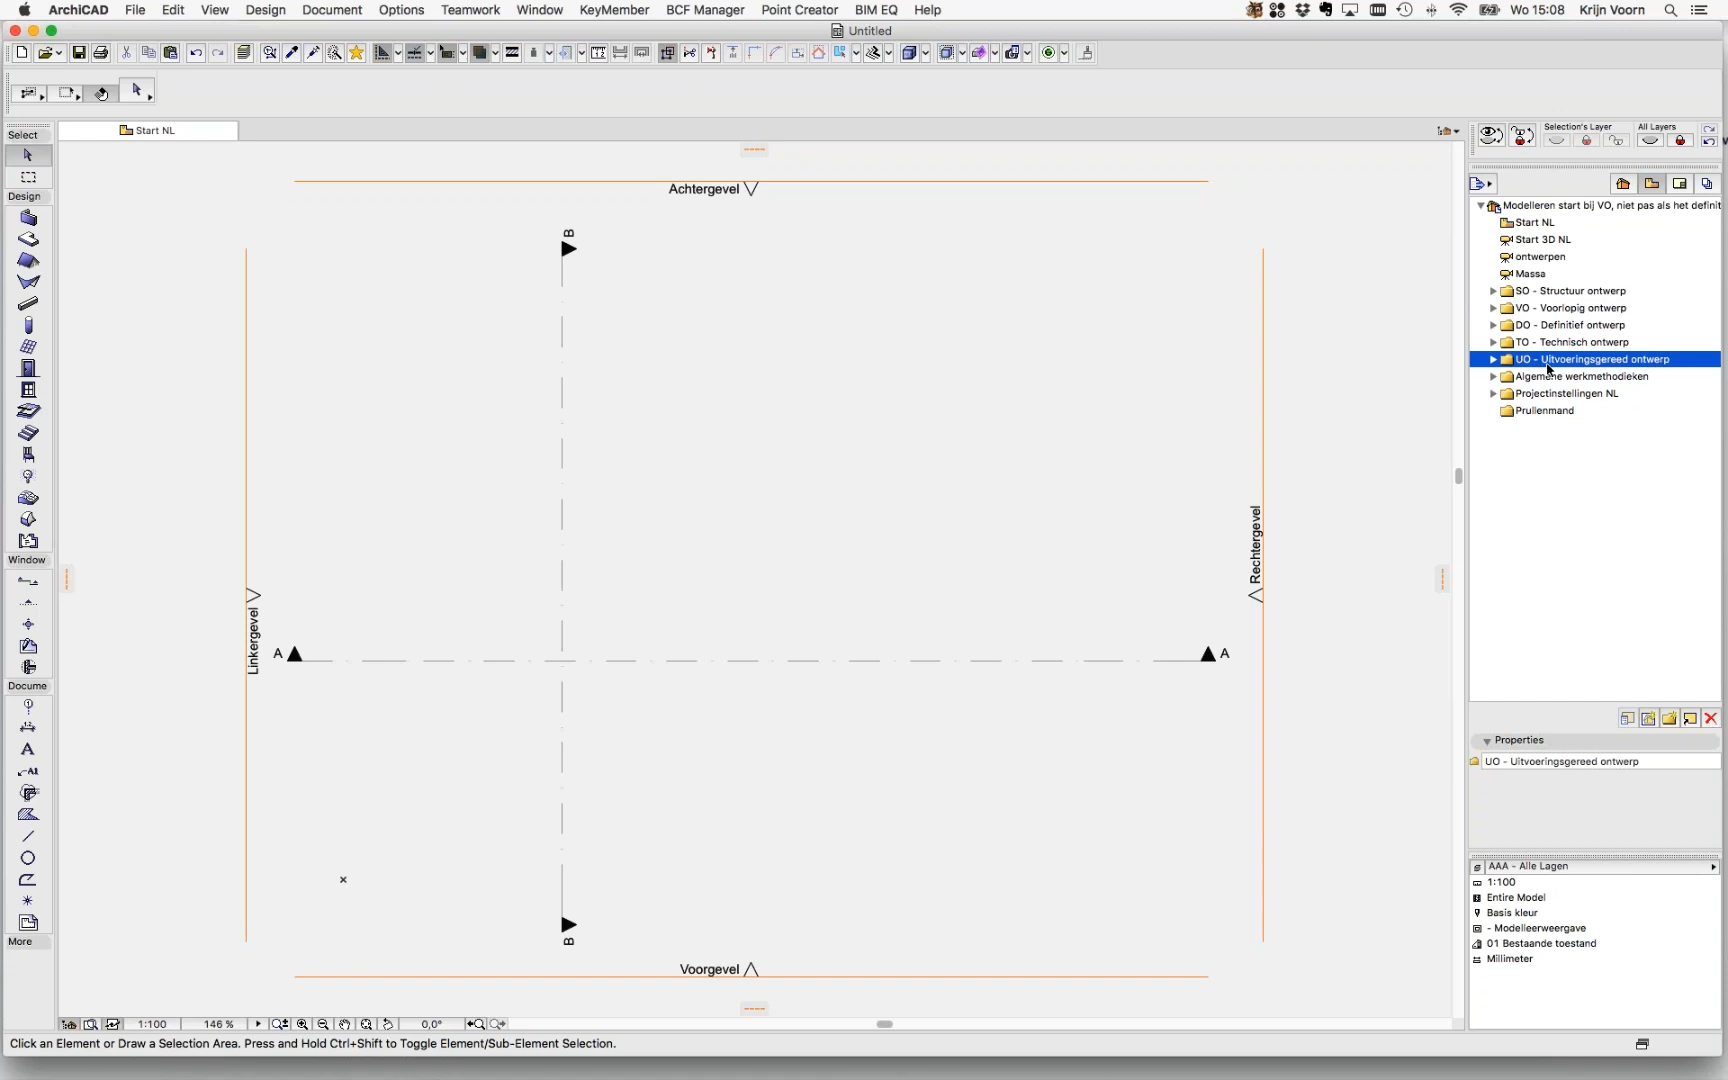 ArchiCAD File Edit View Design Document Options Teamwork Window KeyMember BCF Manager Point Creator BIM EQ Help
Wo 15:08 Krijn Voorn
Untitled
Select
Start NL
Selection's Layer
All Layers
Design
Achtergevel
Modelleren start bij VO, niet pas als het definit
Start NL
Start 3D NL
ontwerpen
Massa
SO - Structuur ontwerp
VO - Voorlopig ontwerp
DO - Definitief ontwerp
TO - Technisch ontwerp
UO - Uitvoeringsgereed ontwerp
Algemene werkmethodieken
Projectinstellingen NL
Prullenmand
B
Rechtergevel
Linkergevel
A
A
B
Voorgevel
Window
Docume
A
A1
More
Properties
UO - Uitvoeringsgereed ontwerp
AAA - Alle Lagen
1:100
Entire Model
Basis kleur
- Modelleerweergave
01 Bestaande toestand
Millimeter
1:100
146 %
0,0°
Click an Element or Draw a Selection Area. Press and Hold Ctrl+Shift to Toggle Element/Sub-Element Selection.